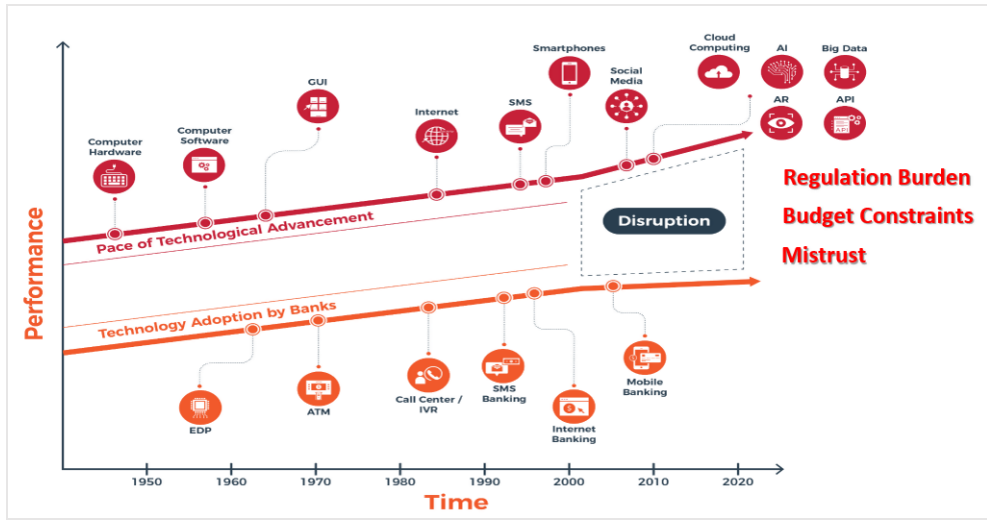 Performance
Computer
Hardware
Computer
Software
GUI
Internet
SMS
Smartphones
Social
Media
Cloud
Computing
AI
Big Data
AR
API
API
Pace of Technological Advancement
Disruption
Regulation Burden
Budget Constraints
Mistrust
Technology Adoption by Banks
EDP
ATM
Call Center /
IVR
SMS
Banking
Internet
Banking
Mobile
Banking
1950
1960
1970
1980
1990
2000
2010
2020
Time